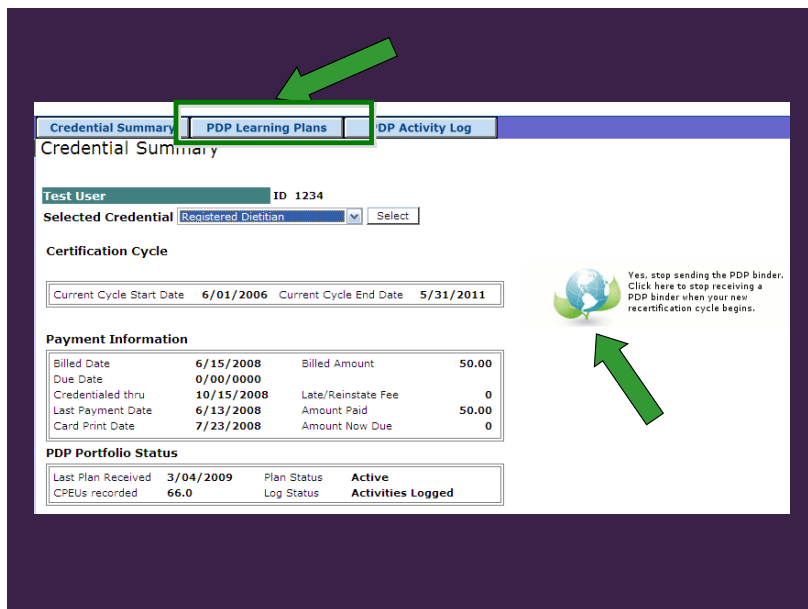 Credential Summary PDP Learning Plans PDP Activity Log
Credential Summary
Test User ID 1234
Selected Credential Registered Dietitian Select
Certification Cycle
Current Cycle Start Date 6/01/2006 Current Cycle End Date 5/31/2011
Yes, stop sending the PDP binder.
Click here to stop receiving a
PDP binder when your new
recertification cycle begins.
Payment Information
Billed Date 6/15/2008 Billed Amount 50.00
Due Date 0/00/0000
Credentialed thru 10/15/2008 Late/Reinstate Fee 0
Last Payment Date 6/13/2008 Amount Paid 50.00
Card Print Date 7/23/2008 Amount Now Due 0
PDP Portfolio Status
Last Plan Received 3/04/2009 Plan Status Active
CPEUs recorded 66.0 Log Status Activities Logged